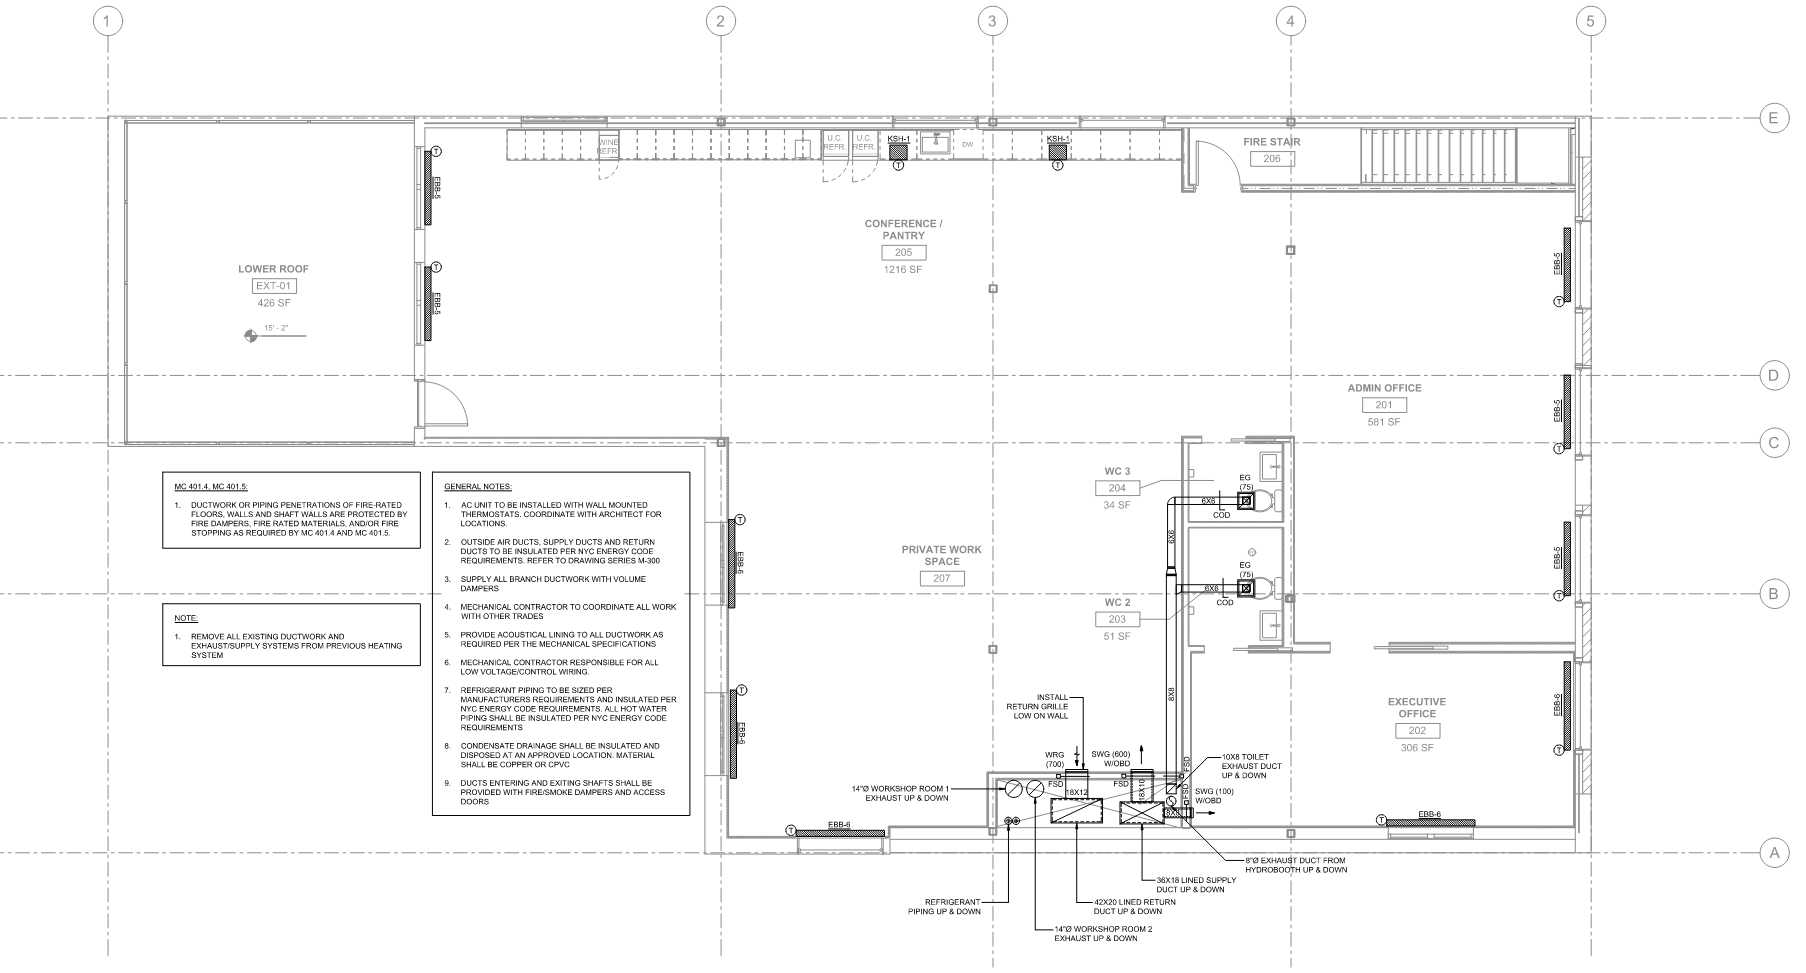 1
2
3
4
5
E
D
C
B
A
WINE
REFR.
U.C.
REFR.
U.C.
REFR.
KSH-1
T
DW
KSH-1
T
FIRE STAIR
206
T
EBB-5
T
EBB-5
CONFERENCE /
PANTRY
205
1216 SF
LOWER ROOF
EXT-01
426 SF
15' - 2"
EBB-5
T
ADMIN OFFICE
201
581 SF
EBB-5
T
EBB-5
T
MC 401.4, MC 401.5:
1. DUCTWORK OR PIPING PENETRATIONS OF FIRE-RATED
FLOORS, WALLS AND SHAFT WALLS ARE PROTECTED BY
FIRE DAMPERS, FIRE RATED MATERIALS, AND/OR FIRE
STOPPING AS REQUIRED BY MC 401.4 AND MC 401.5.
NOTE:
1. REMOVE ALL EXISTING DUCTWORK AND
EXHAUST/SUPPLY SYSTEMS FROM PREVIOUS HEATING
SYSTEM
GENERAL NOTES:
1. AC UNIT TO BE INSTALLED WITH WALL MOUNTED
THERMOSTATS. COORDINATE WITH ARCHITECT FOR
LOCATIONS.
2. OUTSIDE AIR DUCTS, SUPPLY DUCTS AND RETURN
DUCTS TO BE INSULATED PER NYC ENERGY CODE
REQUIREMENTS. REFER TO DRAWING SERIES M-300
3. SUPPLY ALL BRANCH DUCTWORK WITH VOLUME
DAMPERS
4. MECHANICAL CONTRACTOR TO COORDINATE ALL WORK
WITH OTHER TRADES
5. PROVIDE ACOUSTICAL LINING TO ALL DUCTWORK AS
REQUIRED PER THE MECHANICAL SPECIFICATIONS
6. MECHANICAL CONTRACTOR RESPONSIBLE FOR ALL
LOW VOLTAGE/CONTROL WIRING.
7. REFRIGERANT PIPING TO BE SIZED PER
MANUFACTURERS REQUIREMENTS AND INSULATED PER
NYC ENERGY CODE REQUIREMENTS. ALL HOT WATER
PIPING SHALL BE INSULATED PER NYC ENERGY CODE
REQUIREMENTS
8. CONDENSATE DRAINAGE SHALL BE INSULATED AND
DISPOSED AT AN APPROVED LOCATION. MATERIAL
SHALL BE COPPER OR CPVC
9. DUCTS ENTERING AND EXITING SHAFTS SHALL BE
PROVIDED WITH FIRE/SMOKE DAMPERS AND ACCESS
DOORS
T
EBB-6
T
EBB-6
PRIVATE WORK
SPACE
207
WC 3
204
34 SF
EG
(75)
6X6
COD
6X6
WC 2
203
51 SF
EG
(75)
6X6
COD
8X8
EXECUTIVE
OFFICE
202
306 SF
EBB-6
T
INSTALL
RETURN GRILLE
LOW ON WALL
WRG
(700)
SWG (600)
W/OBD
FSD
FSD
FSD
FSD
18X12
18X10
8X8
10X8 TOILET
EXHAUST DUCT
UP & DOWN
SWG (100)
W/OBD
14"Ø WORKSHOP ROOM 1
EXHAUST UP & DOWN
T
EBB-6
T
EBB-6
8"Ø EXHAUST DUCT FROM
HYDROBOOTH UP & DOWN
36X18 LINED SUPPLY
DUCT UP & DOWN
REFRIGERANT
PIPING UP & DOWN
42X20 LINED RETURN
DUCT UP & DOWN
14"Ø WORKSHOP ROOM 2
EXHAUST UP & DOWN